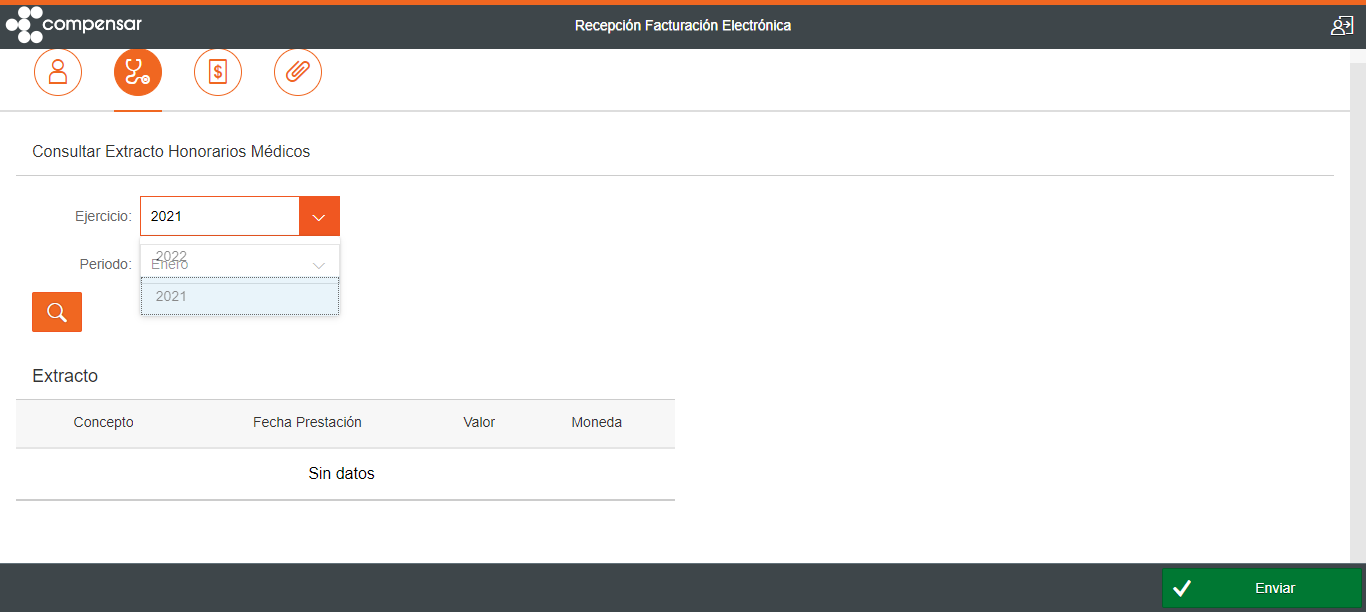 compensar
Recepción Facturación Electrónica
$
Consultar Extracto Honorarios Médicos
Ejercicio: 2021
2022
Periodo: Enero
2021
Extracto
Concepto Fecha Prestación Valor Moneda
Sin datos
Enviar